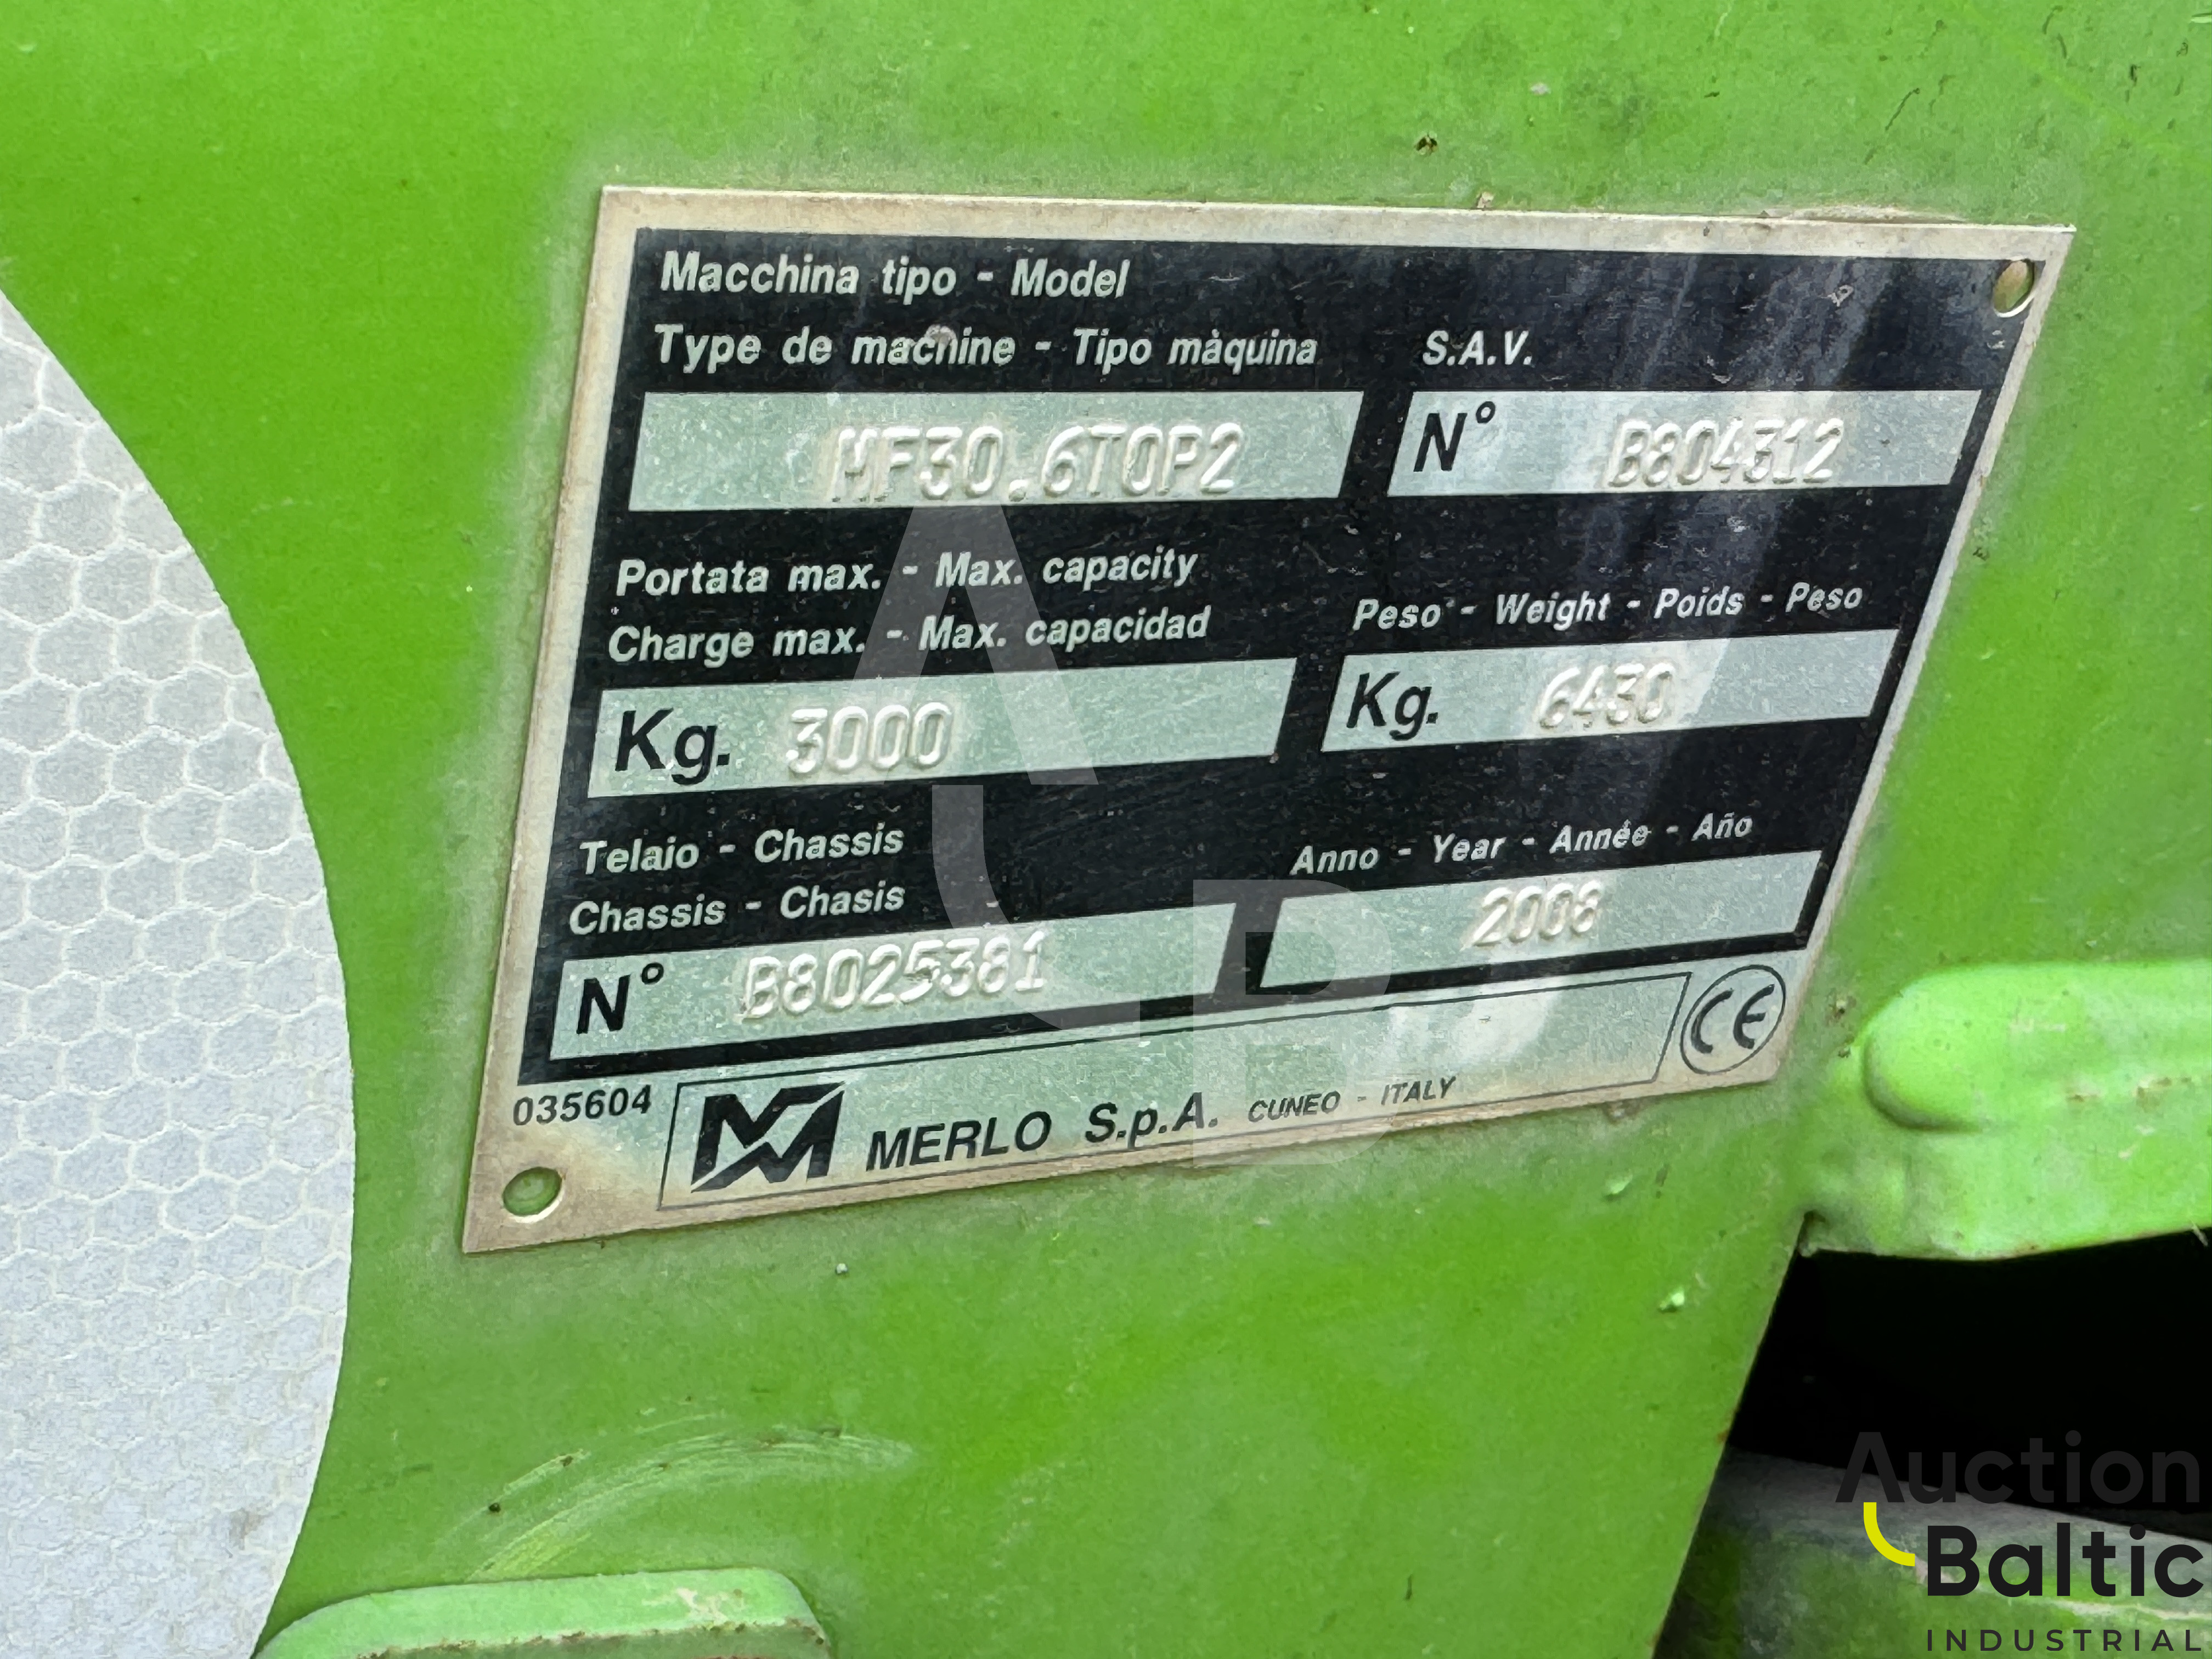 Macchina tipo - Model
Type de machine - Tipo màquina
S.A.V.
MF30.6TOP2
N° B804312
Portata max. - Max. capacity
Charge max. - Max. capacidad
Peso - Weight - Poids - Peso
Kg. 3000
Kg. 6430
Telaio - Chassis
Chassis - Chasis
Anno - Year - Année - Año
N° B8025381
2008
CE
035604
MERLO S.p.A. CUNEO - ITALY
AB
Auction
Baltic
INDUSTRIAL